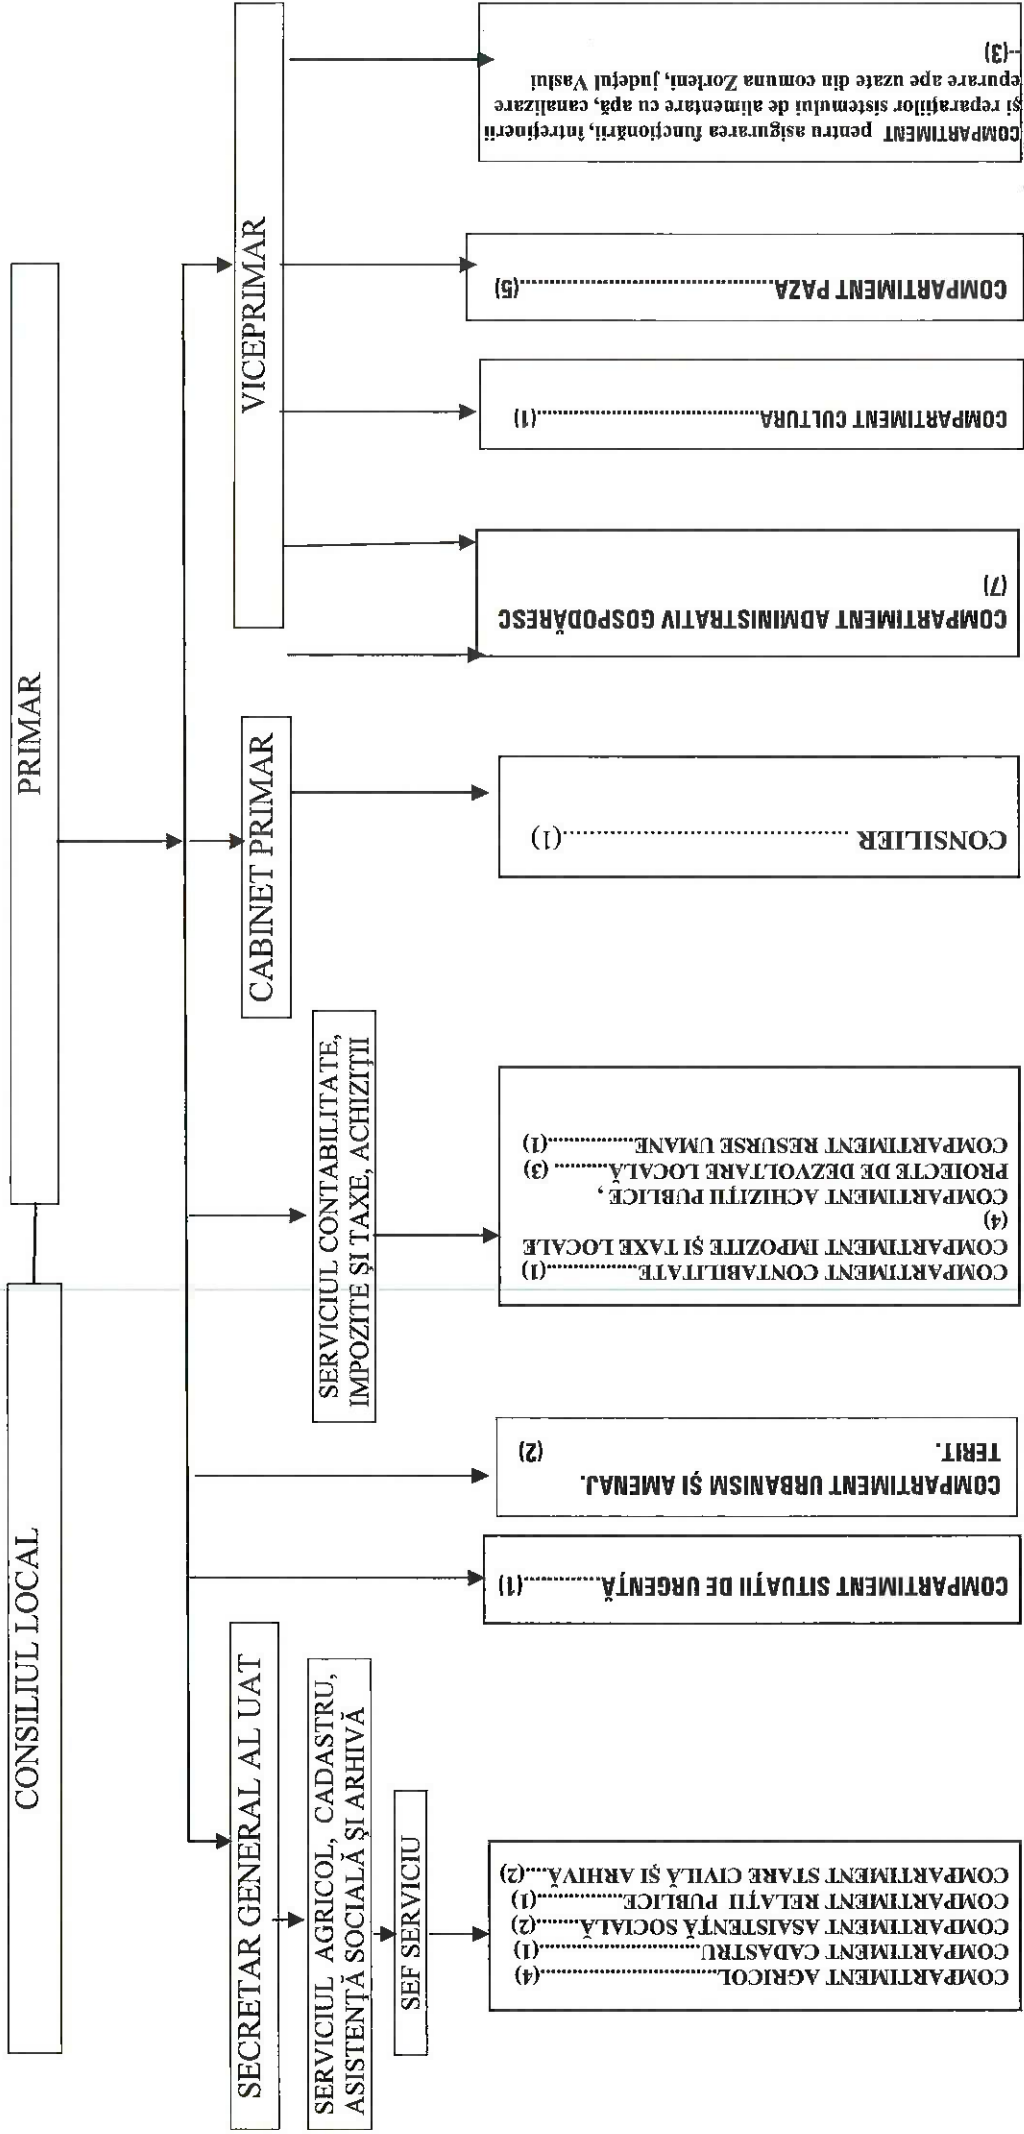 CONSILIUL LOCAL
PRIMAR
SECRETAR GENERAL AL UAT
CABINET PRIMAR
VICEPRIMAR
SERVICIUL AGRICOL, CADASTRU,
ASISTENȚĂ SOCIALĂ ȘI ARHIVĂ
SERVICIUL CONTABILITATE,
IMPOZITE ȘI TAXE, ACHIZIȚII
SEF SERVICIU
COMPARTIMENT AGRICOL..............................(4)
COMPARTIMENT CADASTRU..........................(1)
COMPARTIMENT ASAISTENȚĂ SOCIALĂ......(2)
COMPARTIMENT RELAȚII PUBLICE..............(1)
COMPARTIMENT STARE CIVILĂ ȘI ARHIVĂ....(2)
COMPARTIMENT SITUAȚII DE URGENȚĂ............(1)
COMPARTIMENT URBANISM ȘI AMENAJ.
TERIT. (2)
COMPARTIMENT CONTABILITATE...............(1)
COMPARTIMENT IMPOZITE ȘI TAXE LOCALE
(4)
COMPARTIMENT ACHIZIȚII PUBLICE ,
PROIECTE DE DEZVOLTARE LOCALĂ......... (3)
COMPARTIMENT RESURSE UMANE..............(1)
CONSILIER ........................................(1)
COMPARTIMENT ADMINISTRATIV GOSPODĂRESC
(7)
COMPARTIMENT CULTURA....................................(1)
COMPARTIMENT PAZA..........................................(5)
COMPARTIMENT pentru asigurarea funcționării, întreținerii
și reparațiilor sistemului de alimentare cu apă, canalizare
epurare ape uzate din comuna Zorleni, județul Vaslui
--(3)